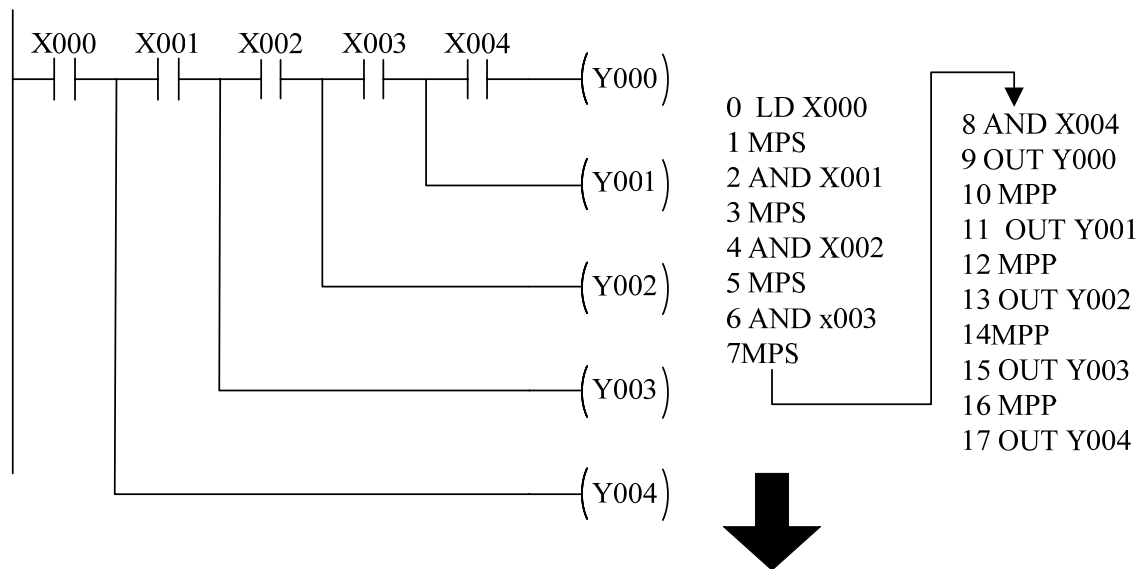 X000 X001 X002 X003 X004
(Y000)
(Y001)
(Y002)
(Y003)
(Y004)
0 LD X000
1 MPS
2 AND X001
3 MPS
4 AND X002
5 MPS
6 AND x003
7MPS
8 AND X004
9 OUT Y000
10 MPP
11 OUT Y001
12 MPP
13 OUT Y002
14MPP
15 OUT Y003
16 MPP
17 OUT Y004